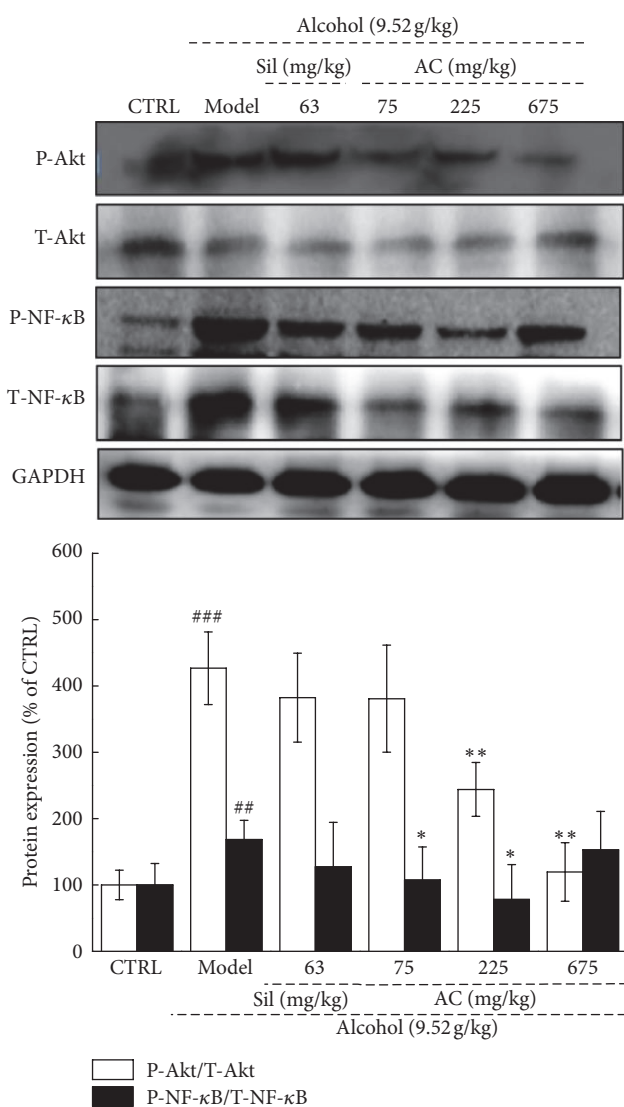 Alcohol (9.52 g/kg)
Sil (mg/kg) AC (mg/kg)
CTRL Model 63 75 225 675
P-Akt
T-Akt
P-NF-κB
T-NF-κB
GAPDH
600
500
400
300
200
100
0
Protein expression (% of CTRL)
###
##
*
**
*
**
CTRL Model 63 75 225 675
Sil (mg/kg) AC (mg/kg)
Alcohol (9.52 g/kg)
P-Akt/T-Akt
P-NF-κB/T-NF-κB